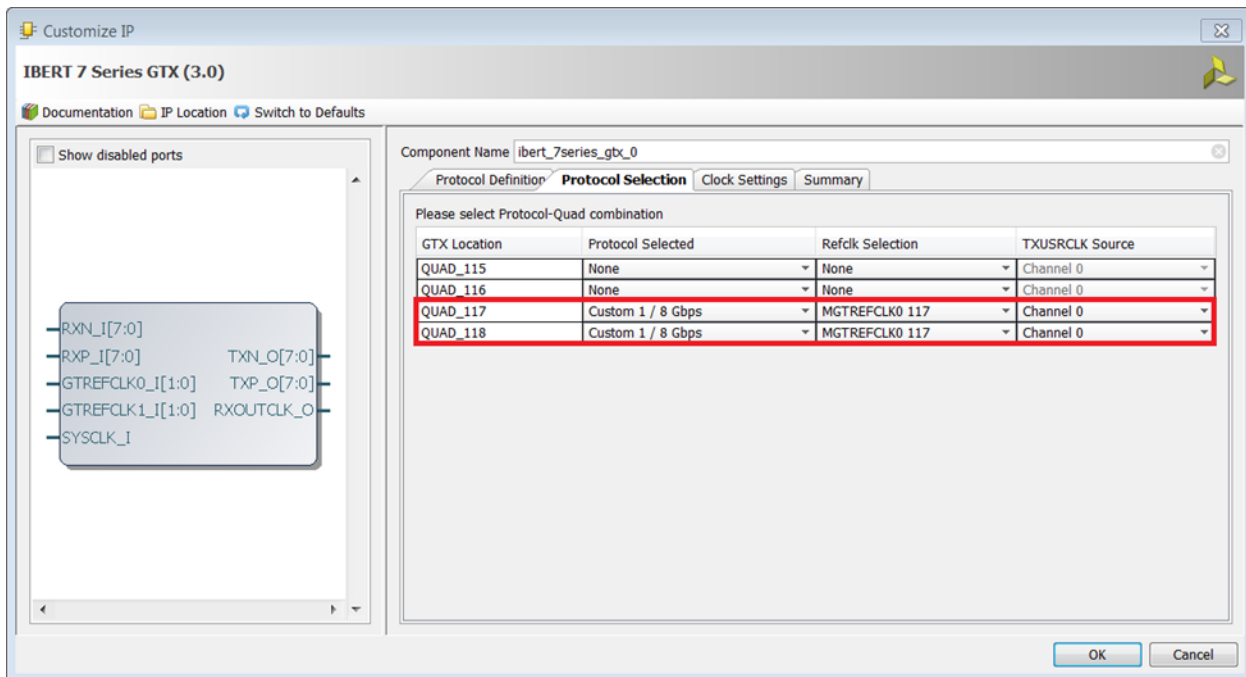 Customize IP
IBERT 7 Series GTX (3.0)
Documentation IP Location Switch to Defaults
Show disabled ports
RXN_I[7:0]
RXP_I[7:0] TXN_O[7:0]
GTREFCLK0_I[1:0] TXP_O[7:0]
GTREFCLK1_I[1:0] RXOUTCLK_O
SYSCLK_I
Component Name ibert_7series_gtx_0
Protocol Definition Protocol Selection Clock Settings Summary
Please select Protocol-Quad combination
GTX Location Protocol Selected Refclk Selection TXUSRCLK Source
QUAD_115 None None Channel 0
QUAD_116 None None Channel 0
QUAD_117 Custom 1 / 8 Gbps MGTREFCLK0 117 Channel 0
QUAD_118 Custom 1 / 8 Gbps MGTREFCLK0 117 Channel 0
OK Cancel